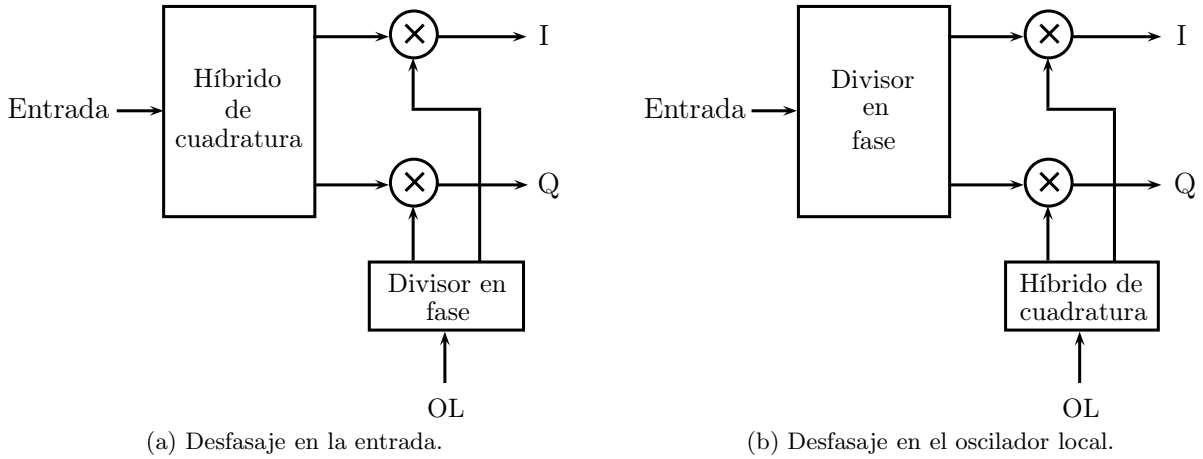 Entrada
Híbrido
de
cuadratura
I
Q
Divisor en
fase
OL
(a) Desfasaje en la entrada.
Entrada
Divisor
en
fase
I
Q
Híbrido de
cuadratura
OL
(b) Desfasaje en el oscilador local.